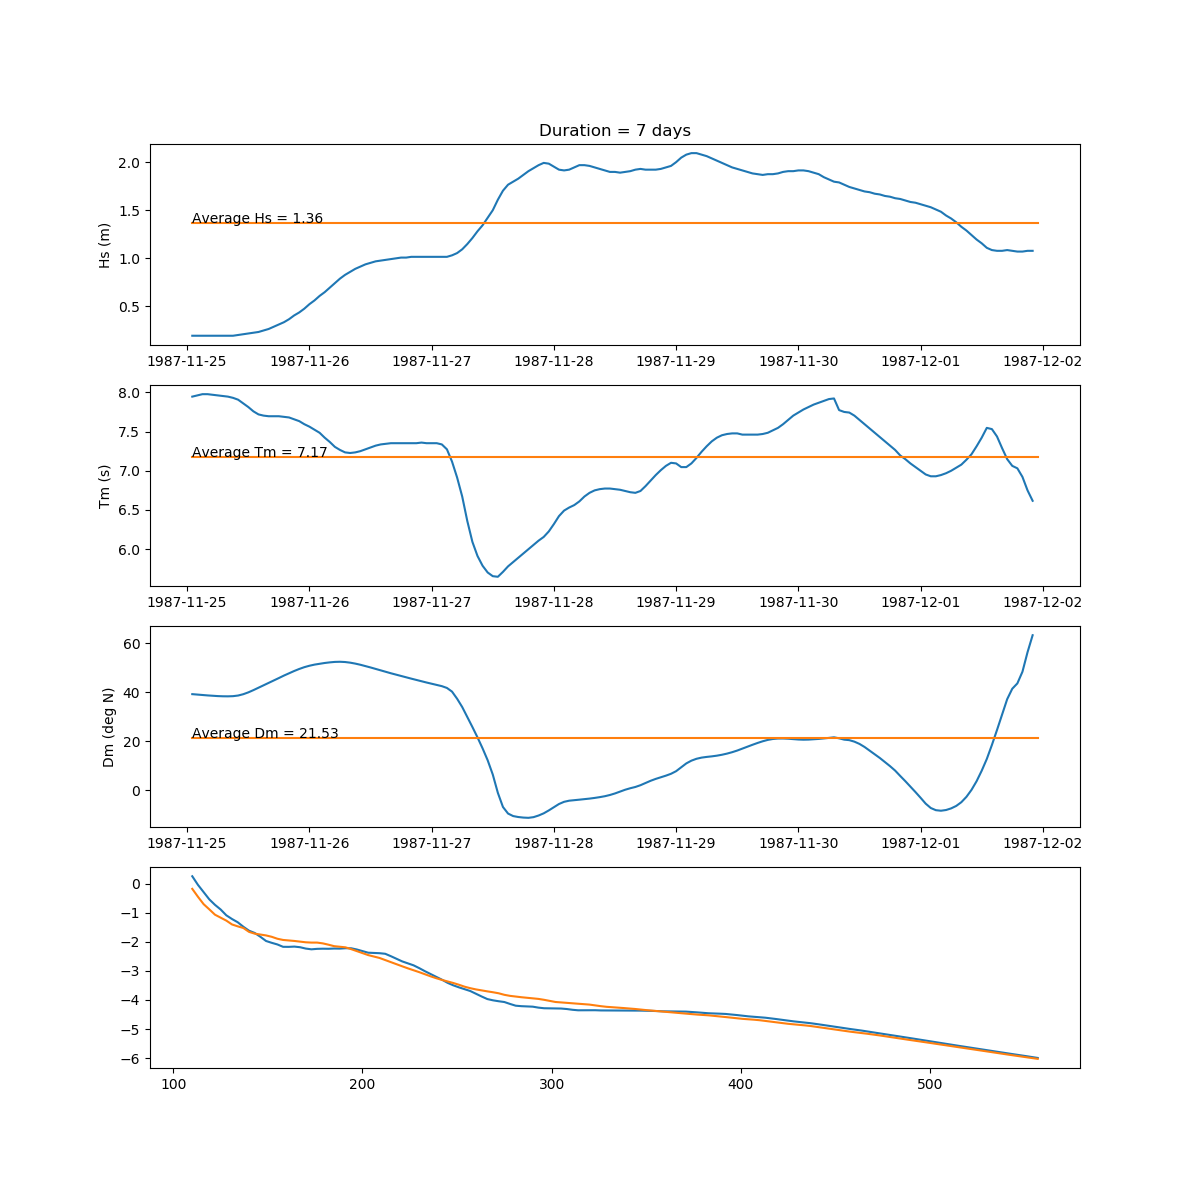 Duration = 7 days
Hs (m)
2.0
1.5
1.0
0.5
Average Hs = 1.36
1987-11-25 1987-11-26 1987-11-27 1987-11-28 1987-11-29 1987-11-30 1987-12-01 1987-12-02
Tm (s)
8.0
7.5
7.0
6.5
6.0
Average Tm = 7.17
1987-11-25 1987-11-26 1987-11-27 1987-11-28 1987-11-29 1987-11-30 1987-12-01 1987-12-02
Dm (deg N)
60
40
20
0
Average Dm = 21.53
1987-11-25 1987-11-26 1987-11-27 1987-11-28 1987-11-29 1987-11-30 1987-12-01 1987-12-02
0
−1
−2
−3
−4
−5
−6
100 200 300 400 500